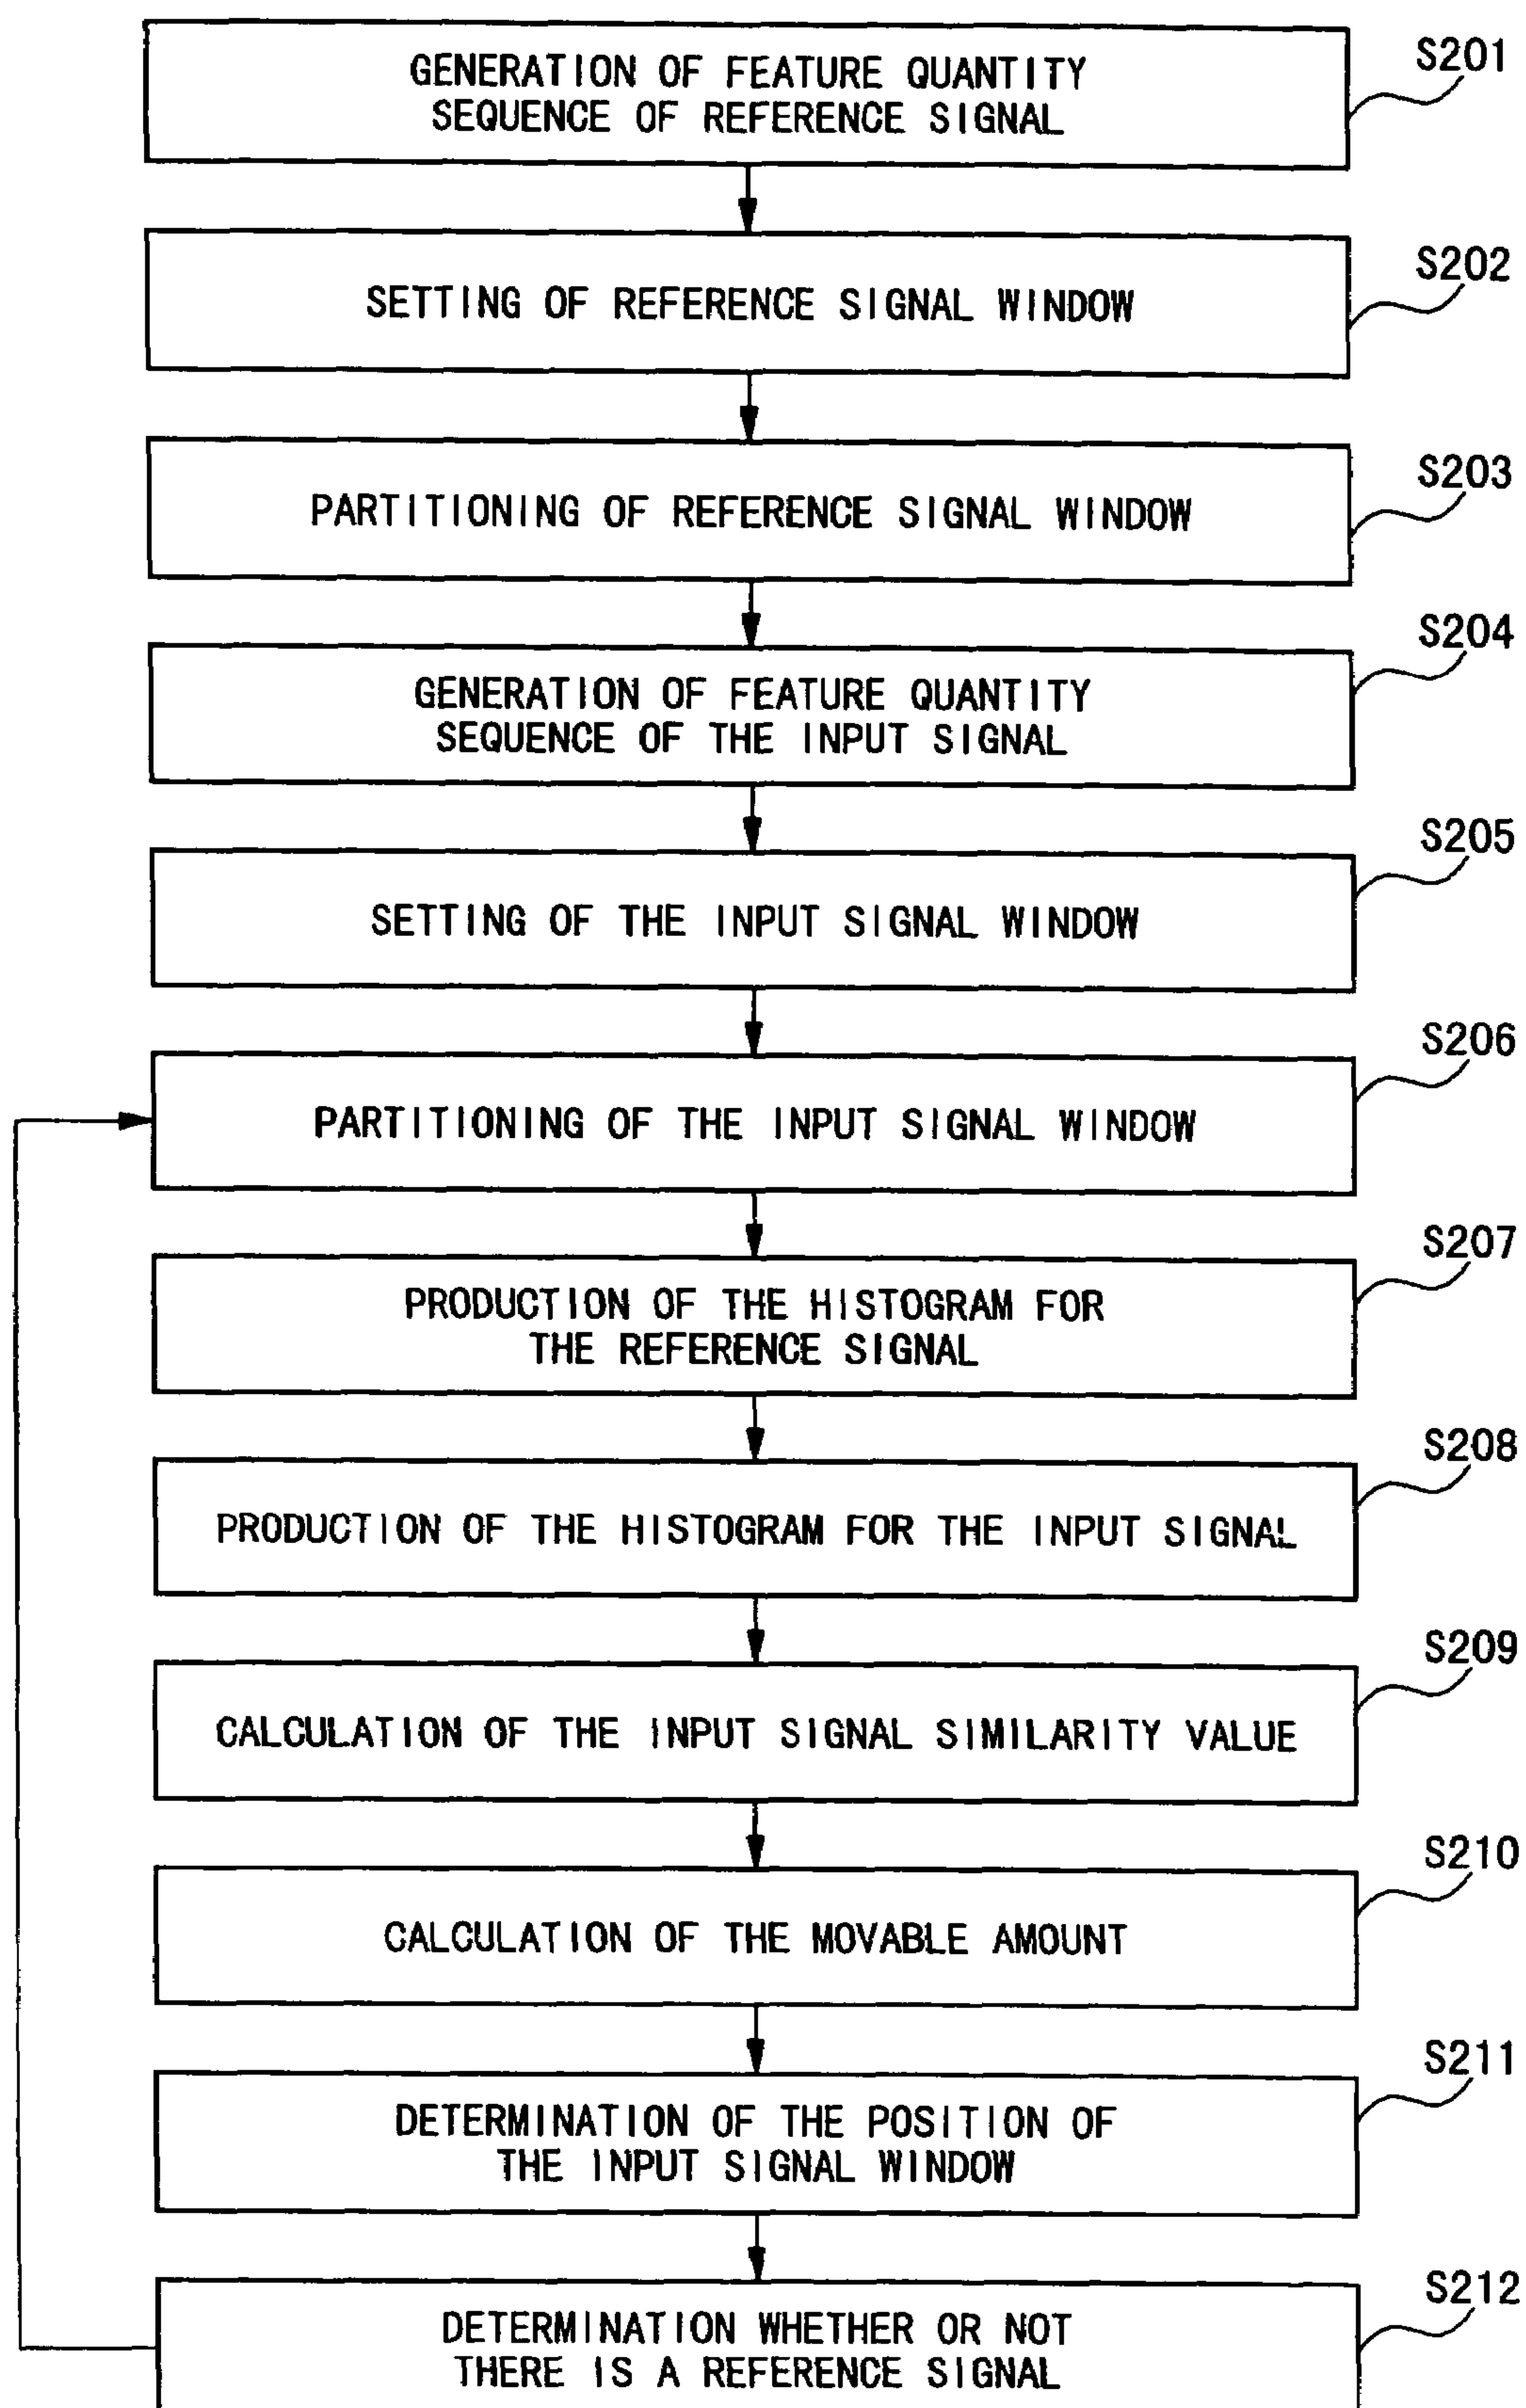 GENERATION OF FEATURE QUANTITY
SEQUENCE OF REFERENCE SIGNAL
S201
SETTING OF REFERENCE SIGNAL WINDOW
S202
PARTITIONING OF REFERENCE SIGNAL WINDOW
S203
GENERATION OF FEATURE QUANTITY
SEQUENCE OF THE INPUT SIGNAL
S204
SETTING OF THE INPUT SIGNAL WINDOW
S205
PARTITIONING OF THE INPUT SIGNAL WINDOW
S206
PRODUCTION OF THE HISTOGRAM FOR
THE REFERENCE SIGNAL
S207
PRODUCTION OF THE HISTOGRAM FOR THE INPUT SIGNAL
S208
CALCULATION OF THE INPUT SIGNAL SIMILARITY VALUE
S209
CALCULATION OF THE MOVABLE AMOUNT
S210
DETERMINATION OF THE POSITION OF
THE INPUT SIGNAL WINDOW
S211
DETERMINATION WHETHER OR NOT
THERE IS A REFERENCE SIGNAL
S212